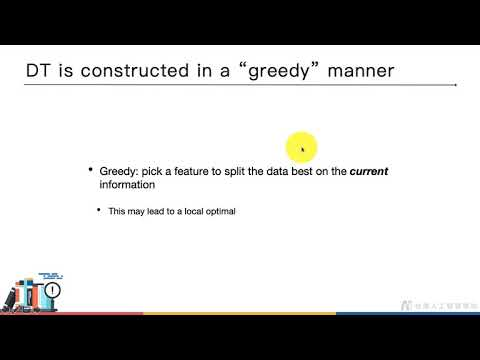 DT is constructed in a “greedy” manner
• Greedy: pick a feature to split the data best on the current
information
• This may lead to a local optimal